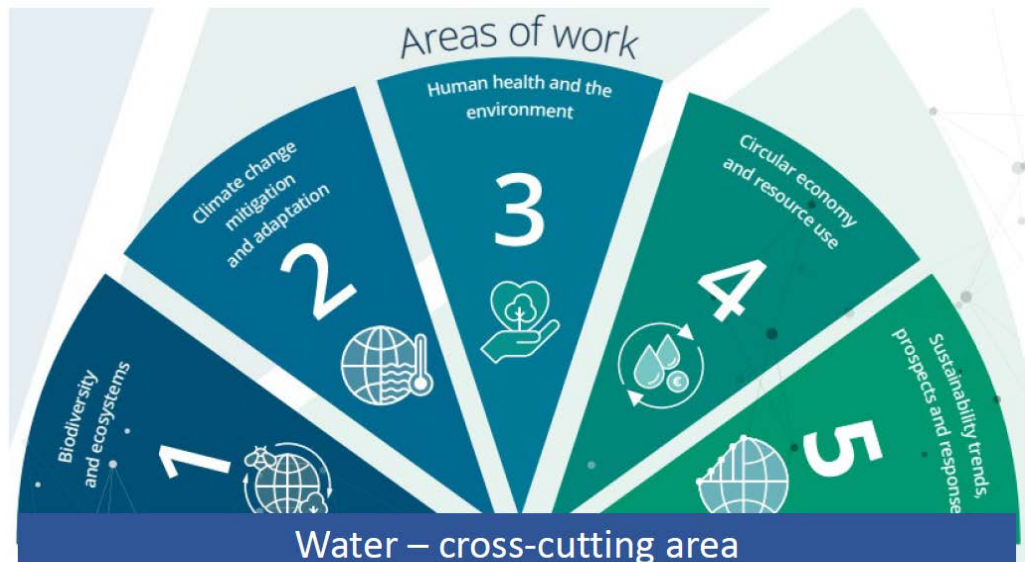 Areas of work
Biodiversity
and ecosystems
1
Climate change
mitigation
and adaptation
2
Human health and the
environment
3
Circular economy
and resource use
4
€
Sustainability trends,
prospects and response
5
Water – cross-cutting area